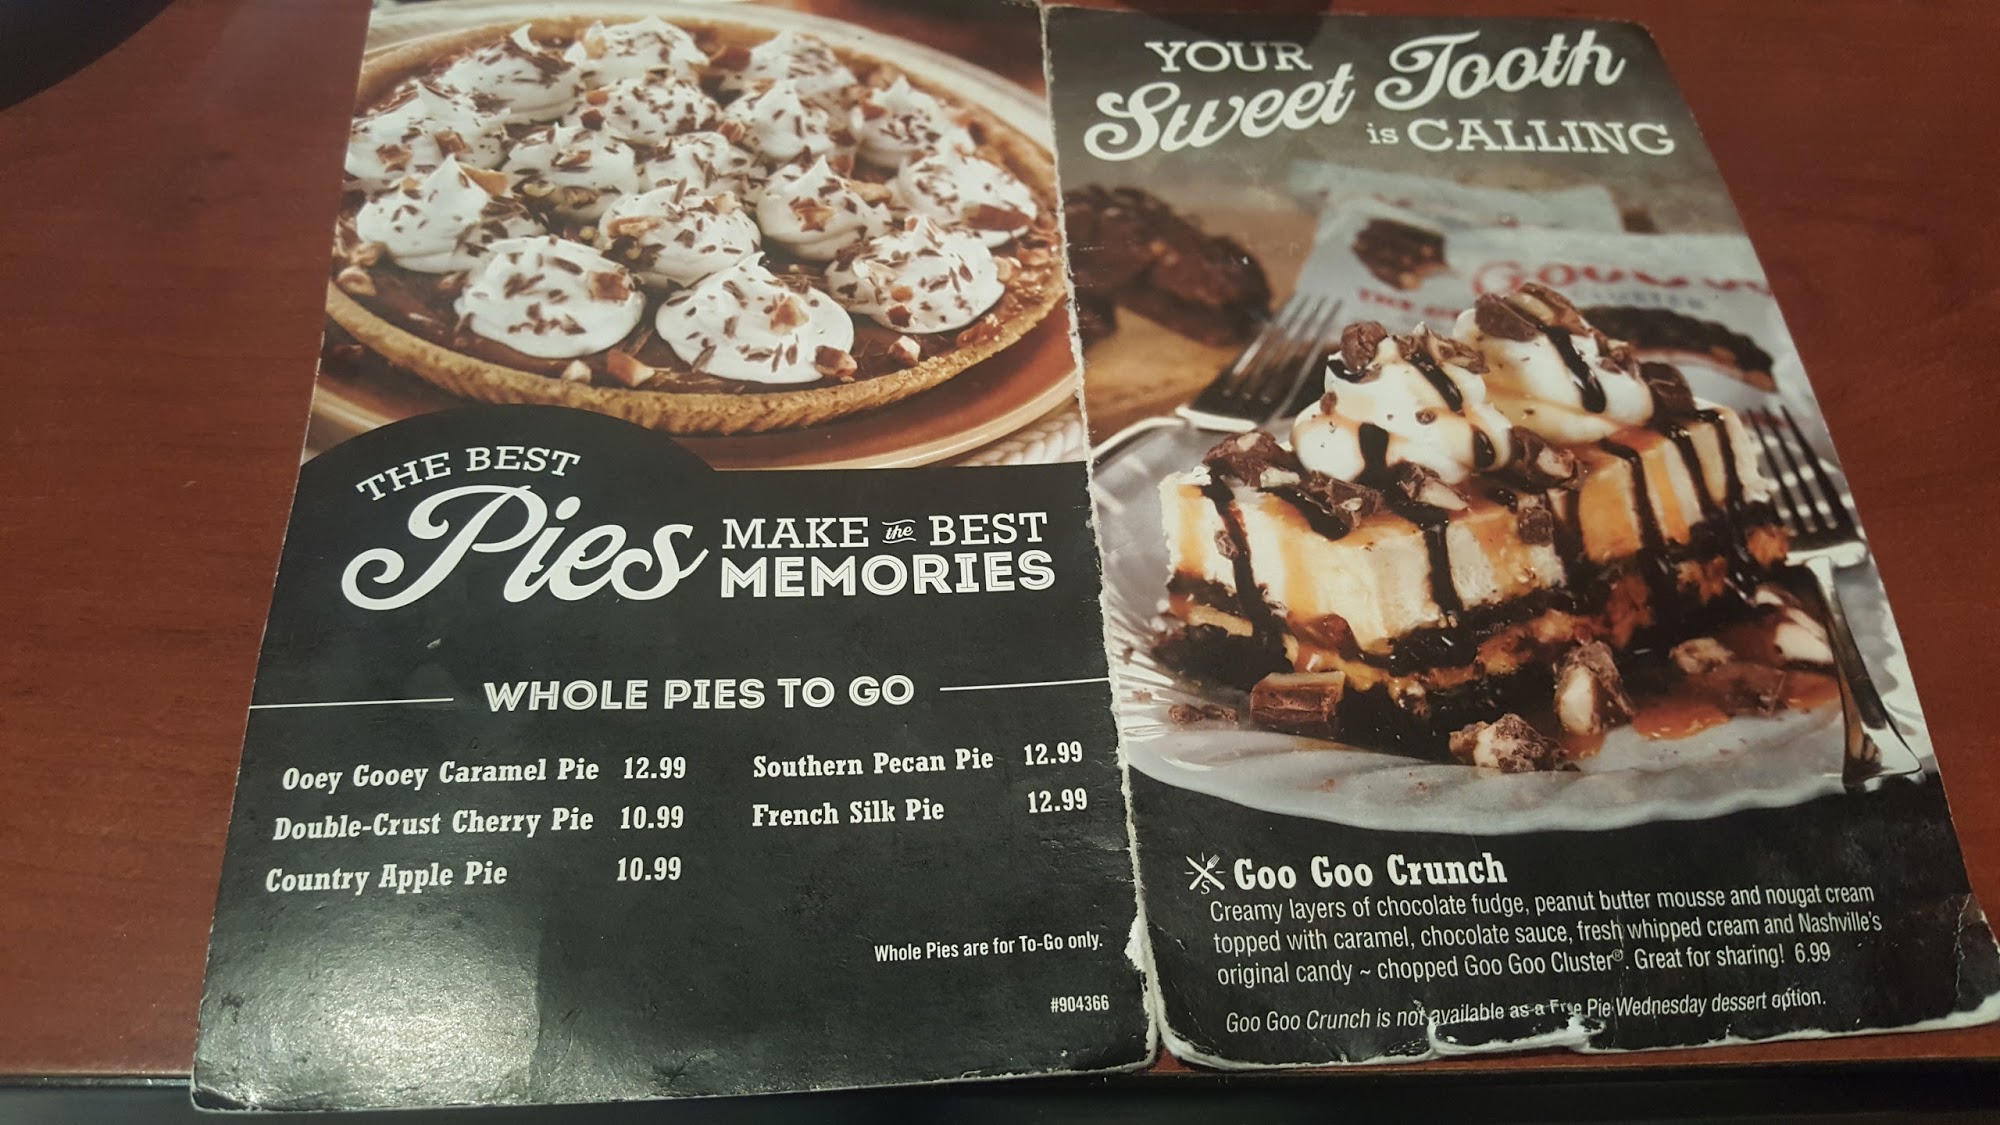 THE BEST
Pies MAKE the BEST
MEMORIES
WHOLE PIES TO GO
Ooey Gooey Caramel Pie 12.99
Double-Crust Cherry Pie 10.99
Country Apple Pie 10.99
Southern Pecan Pie 12.99
French Silk Pie 12.99
Whole Pies are for To-Go only.
#904366
YOUR
Sweet Tooth
is CALLING
Goo Goo Crunch
Creamy layers of chocolate fudge, peanut butter mousse and nougat cream
topped with caramel, chocolate sauce, fresh whipped cream and Nashville's
original candy ~ chopped Goo Goo Cluster®. Great for sharing! 6.99
Goo Goo Crunch is not available as a Free Pie Wednesday dessert option.